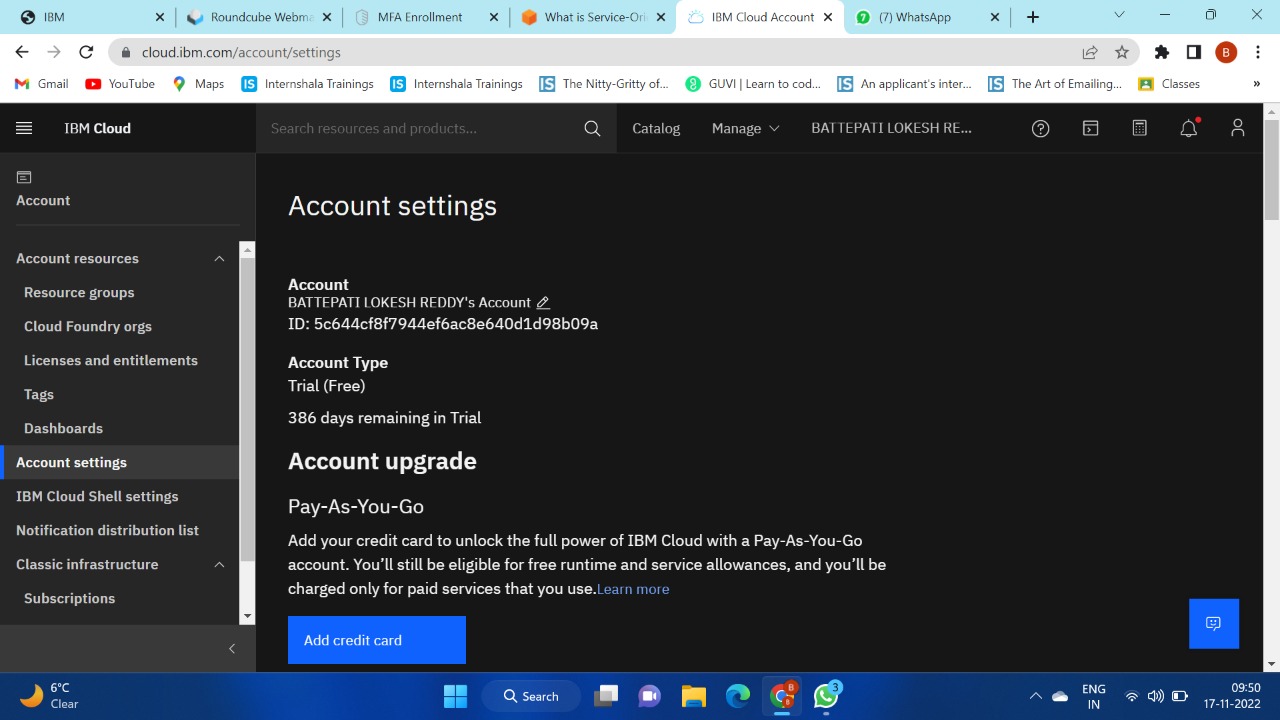 IBM
Roundcube Webma
MFA Enrollment
What is Service-Ori
IBM Cloud Account
(7) WhatsApp
cloud.ibm.com/account/settings
B
Gmail
YouTube
Maps
Internshala Trainings
Internshala Trainings
The Nitty-Gritty of...
GUVI | Learn to cod...
An applicant's inter...
The Art of Emailing...
Classes
»
IBM Cloud
Search resources and products...
Catalog
Manage
BATTEPATI LOKESH RE...
Account
Account resources
Resource groups
Cloud Foundry orgs
Licenses and entitlements
Tags
Dashboards
Account settings
IBM Cloud Shell settings
Notification distribution list
Classic infrastructure
Subscriptions
Account settings
Account
BATTEPATI LOKESH REDDY's Account
ID: 5c644cf8f7944ef6ac8e640d1d98b09a
Account Type
Trial (Free)
386 days remaining in Trial
Account upgrade
Pay-As-You-Go
Add your credit card to unlock the full power of IBM Cloud with a Pay-As-You-Go
account. You’ll still be eligible for free runtime and service allowances, and you’ll be
charged only for paid services that you use.Learn more
Add credit card
6°C
Clear
Search
3
ENG
IN
09:50
17-11-2022